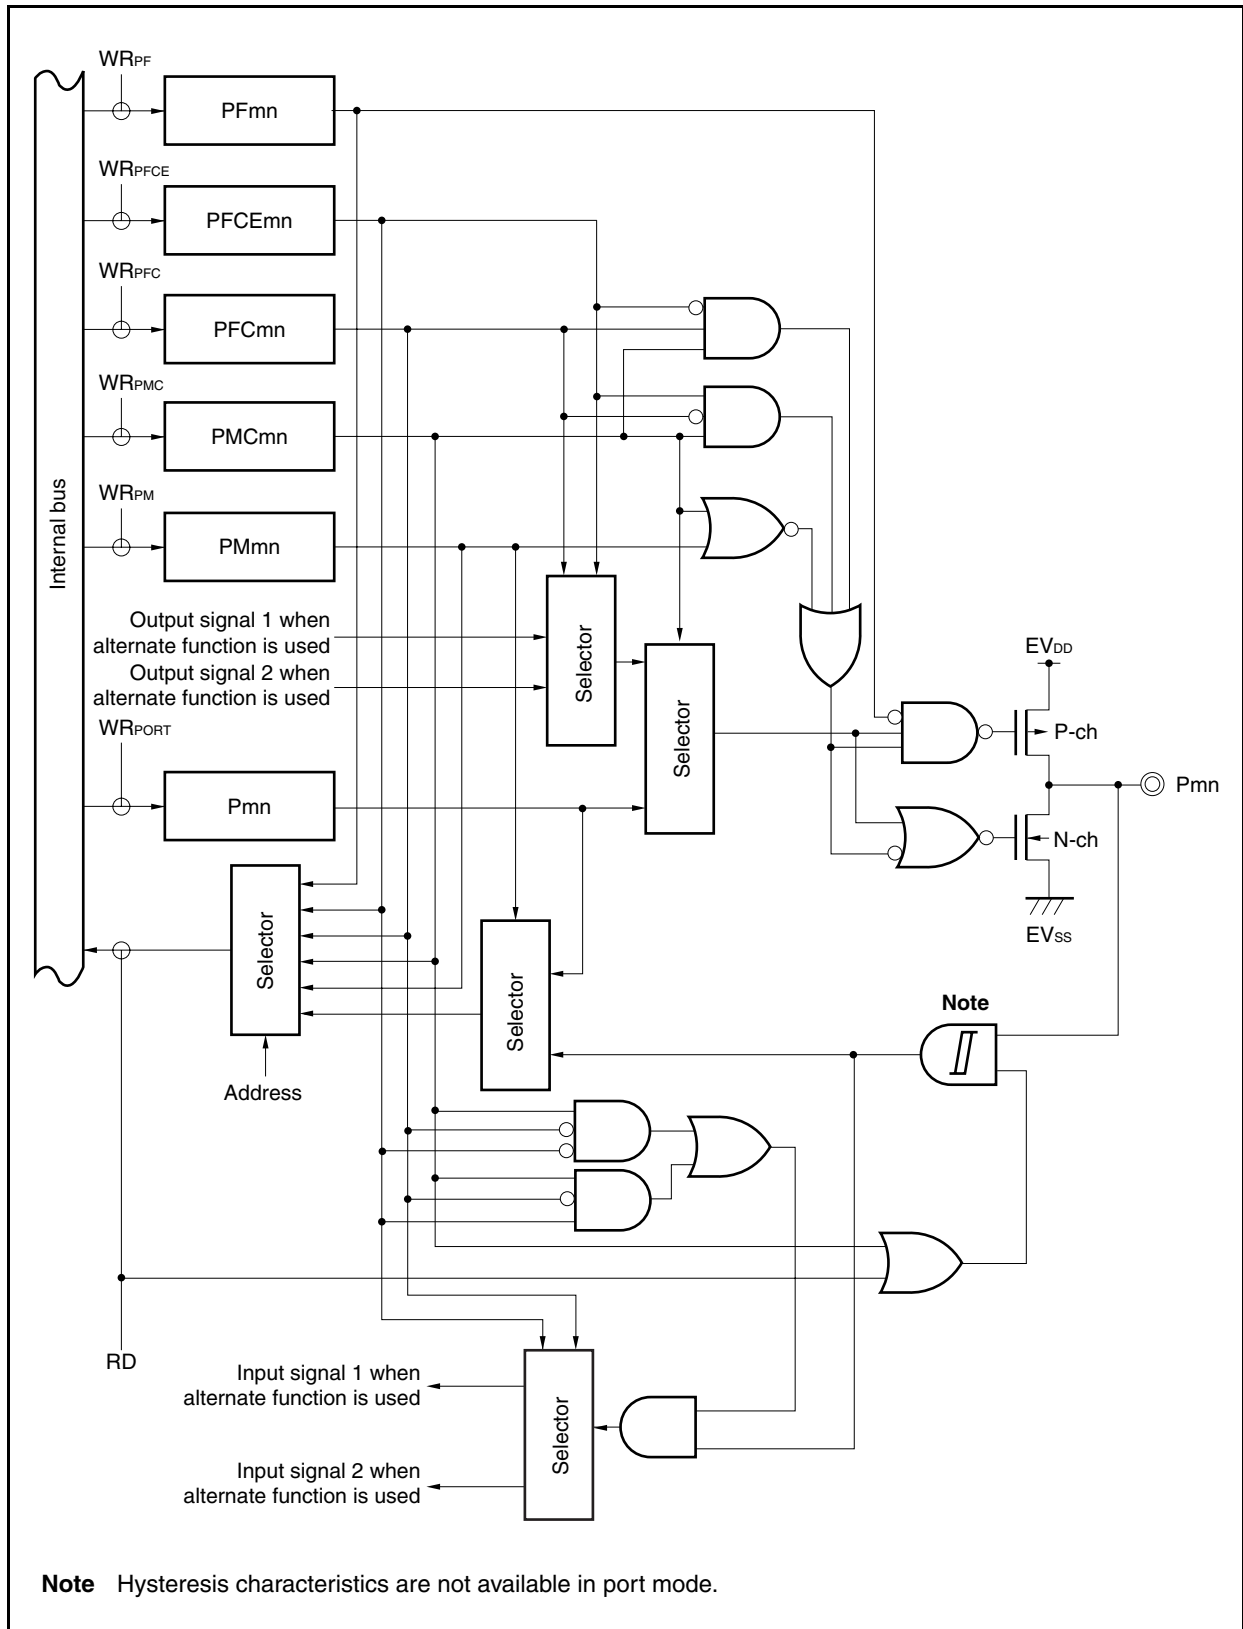 WRPF
PFmn
WRPFCE
PFCEmn
WRPFC
PFCmn
WRPMC
PMCmn
WRPM
PMmn
Internal bus
Output signal 1 when
alternate function is used
Output signal 2 when
alternate function is used
Selector
Selector
EVDD
P-ch
Pmn
N-ch
EVSS
WRPORT
Pmn
Selector
Selector
Note
Address
RD
Input signal 1 when
alternate function is used
Input signal 2 when
alternate function is used
Selector
Note Hysteresis characteristics are not available in port mode.